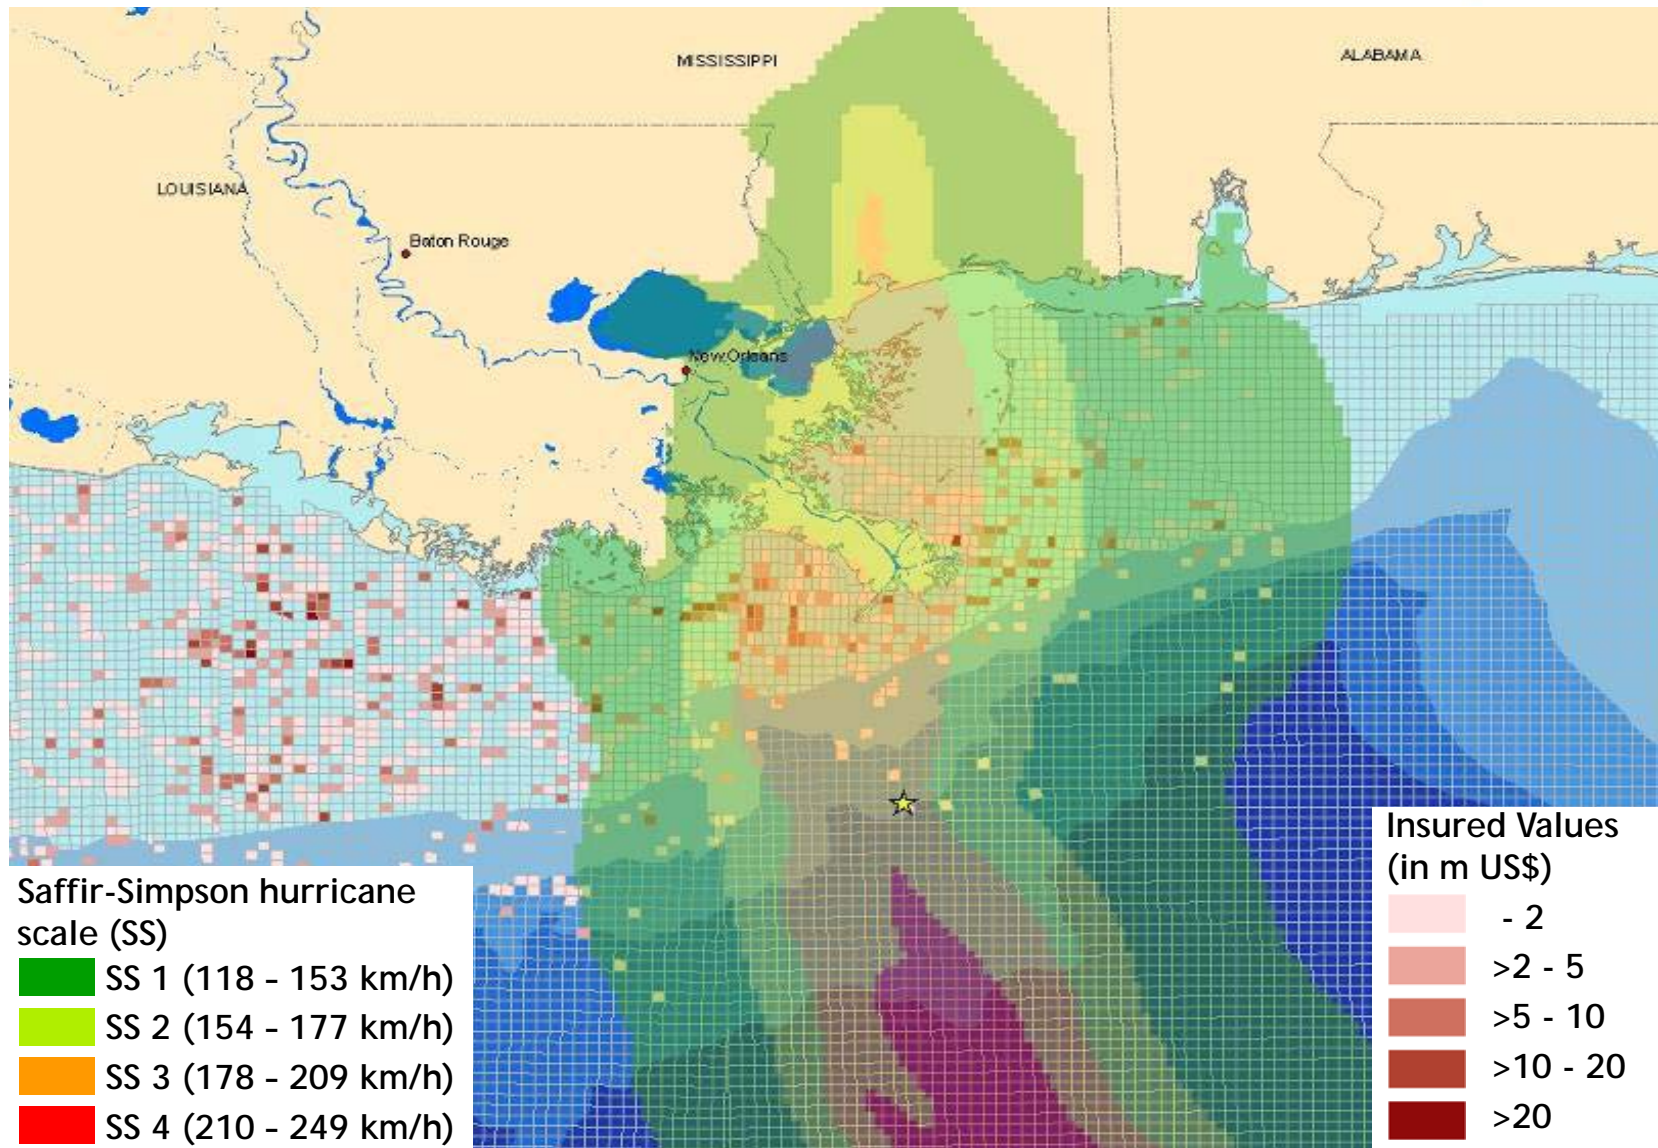 MISSISSIPPI
ALABAMA
LOUISIANA
Baton Rouge
New Orleans
Saffir-Simpson hurricane
scale (SS)
SS 1 (118 - 153 km/h)
SS 2 (154 - 177 km/h)
SS 3 (178 - 209 km/h)
SS 4 (210 - 249 km/h)
Insured Values
(in m US$)
- 2
>2 - 5
>5 - 10
>10 - 20
>20